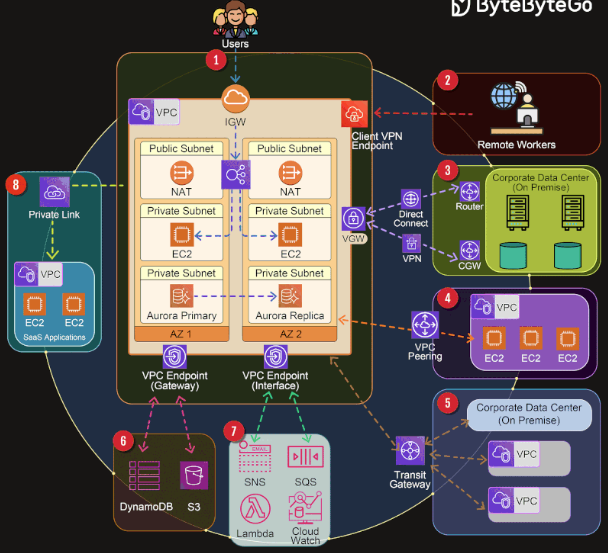 ByteByteGo
Users
1
2
VPC
IGW
Client VPN
Endpoint
Remote Workers
Public Subnet
Public Subnet
NAT
NAT
3
Corporate Data Center
(On Premise)
8
Private Link
Private Subnet
Private Subnet
EC2
EC2
VGW
Direct
Connect
Router
VPN
CGW
VPC
EC2
EC2
SaaS Applications
Private Subnet
Private Subnet
Aurora Primary
Aurora Replica
AZ 1
AZ 2
4
VPC
VPC
Peering
EC2
EC2
EC2
VPC Endpoint
(Gateway)
VPC Endpoint
(Interface)
5
Corporate Data Center
(On Premise)
6
DynamoDB
S3
7
EMAIL
SNS
SQS
Lambda
Cloud
Watch
Transit
Gateway
VPC
VPC